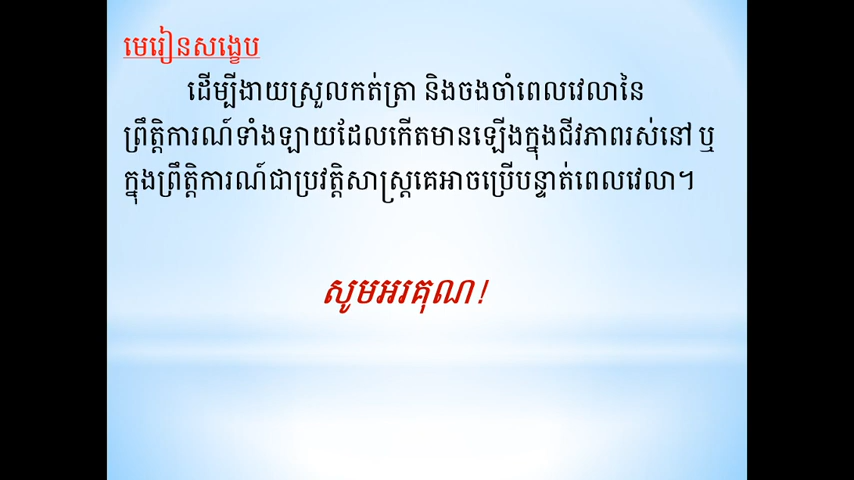 មេរៀនសង្ខេប
ដើម្បីងាយស្រួលកត់ត្រា និងចងចាំពេលវេលានៃ
ព្រឹត្តិការណ៍ទាំងឡាយដែលកើតមានឡើងក្នុងជីវភាពរស់នៅ ឬ
ក្នុងព្រឹត្តិការណ៍ជាប្រវត្តិសាស្ត្រគេអាចប្រើបន្ទាត់ពេលវេលា។
សូមអរគុណ!